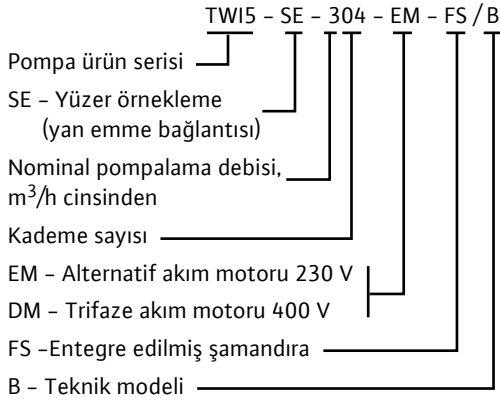 TWI5 – SE – 304 – EM – FS / B
Pompa ürün serisi
SE – Yüzer örnekleme
(yan emme bağlantısı)
Nominal pompalama debisi,
m³/h cinsinden
Kademe sayısı
EM – Alternatif akım motoru 230 V
DM – Trifaze akım motoru 400 V
FS –Entegre edilmiş şamandıra
B – Teknik modeli